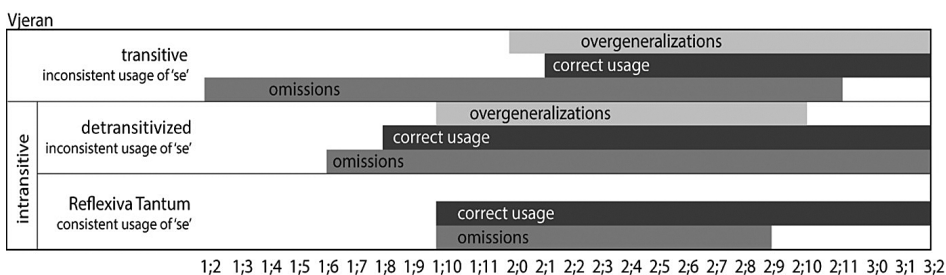 Vjeran
overgeneralizations
transitive
inconsistent usage of 'se'
correct usage
omissions
intransitive
overgeneralizations
detransitivized
inconsistent usage of 'se'
correct usage
omissions
Reflexiva Tantum
consistent usage of 'se'
correct usage
omissions
1;2 1;3 1;4 1;5 1;6 1;7 1;8 1;9 1;10 1;11 2;0 2;1 2;2 2;3 2;4 2;5 2;6 2;7 2;8 2;9 2;10 2;11 3;0 3;1 3;2